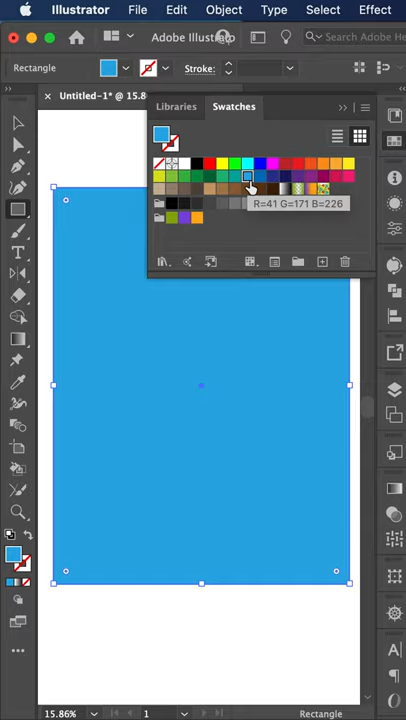 Illustrator File Edit Object Type Select Effect
Adobe Illustrator
Search Adobe
Rectangle Stroke:
Untitled-1* @ 15.8
Libraries Swatches
R=41 G=171 B=226
15.86% 1 Rectangle